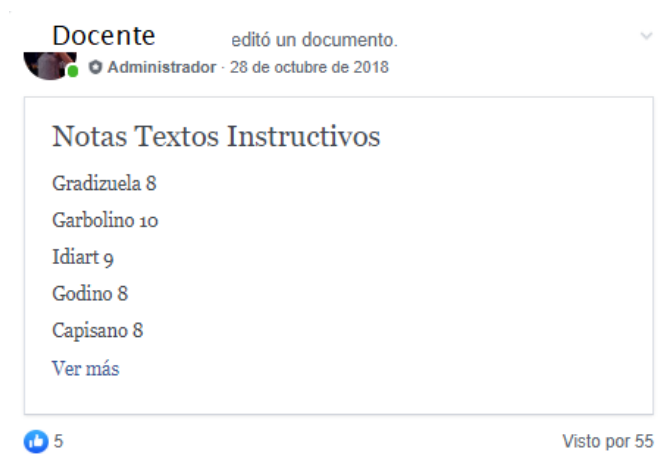 Docente editó un documento.
Administrador · 28 de octubre de 2018
Notas Textos Instructivos
Gradizuela 8
Garbolino 10
Idiart 9
Godino 8
Capisano 8
Ver más
5 Visto por 55